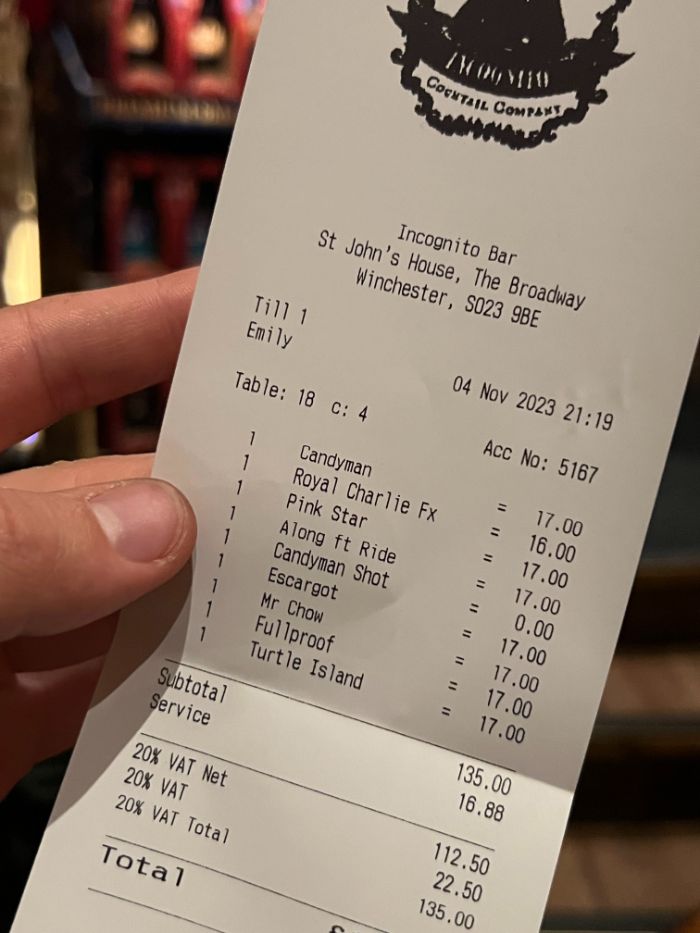 INCOGNITO
COCKTAIL COMPANY
Incognito Bar
St John's House, The Broadway
Winchester, SO23 9BE
Till 1
Emily
04 Nov 2023 21:19
Table: 18 c: 4
Acc No: 5167
1 Candyman = 17.00
1 Royal Charlie Fx = 16.00
1 Pink Star = 17.00
1 Along ft Ride = 17.00
1 Candyman Shot = 0.00
1 Escargot = 17.00
1 Mr Chow = 17.00
1 Fullproof = 17.00
1 Turtle Island = 17.00
Subtotal 135.00
Service 16.88
20% VAT Net 112.50
20% VAT 22.50
20% VAT Total 135.00
Total